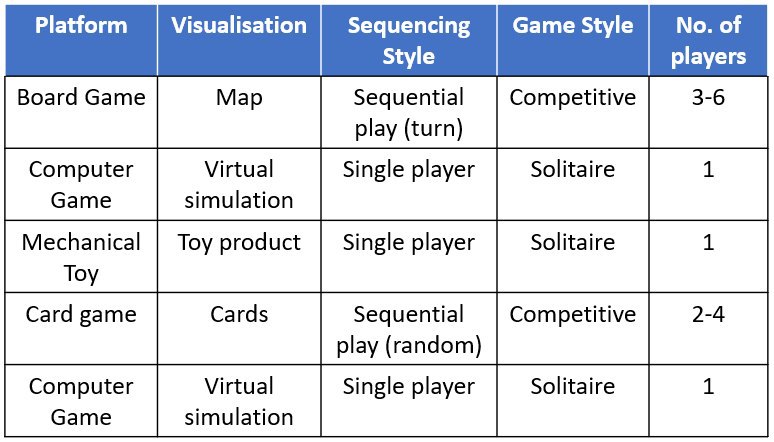 Platform Visualisation Sequencing Style Game Style No. of players
Board Game Map Sequential play (turn) Competitive 3-6
Computer Game Virtual simulation Single player Solitaire 1
Mechanical Toy Toy product Single player Solitaire 1
Card game Cards Sequential play (random) Competitive 2-4
Computer Game Virtual simulation Single player Solitaire 1